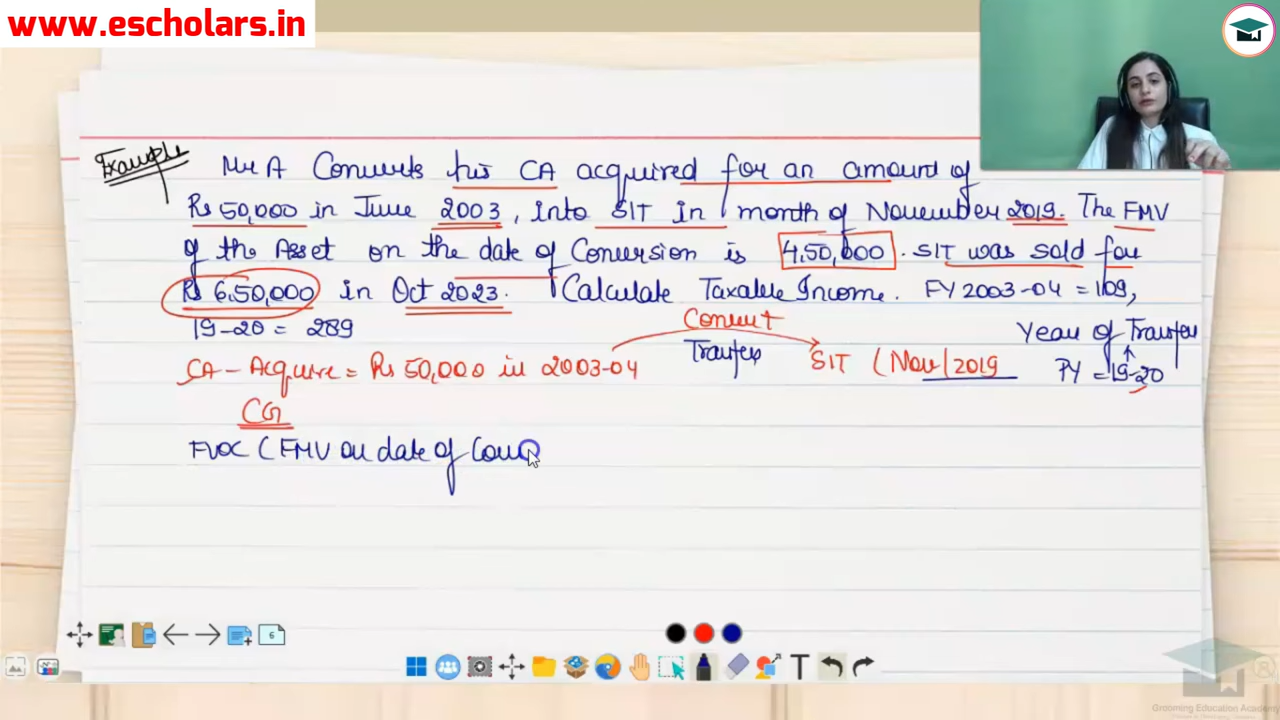 www.escholars.in
Example Mr A Converts his CA acquired for an amount of
Rs 50,000 in June 2003, into SIT in month of November 2019. The FMV
of the Asset on the date of Conversion is 4,50,000. SIT was sold for
Rs 6,50,000 in Oct 2023. Calculate Taxable Income. FY 2003-04 = 109,
19-20 = 289
Convert
Transfer
Year of Transfer
CA - Acquire = Rs 50,000 in 2003-04
SIT (Nov) 2019
PY = 19-20
CG
FVOC (FMV on date of Conv
6
Grooming Education Academy